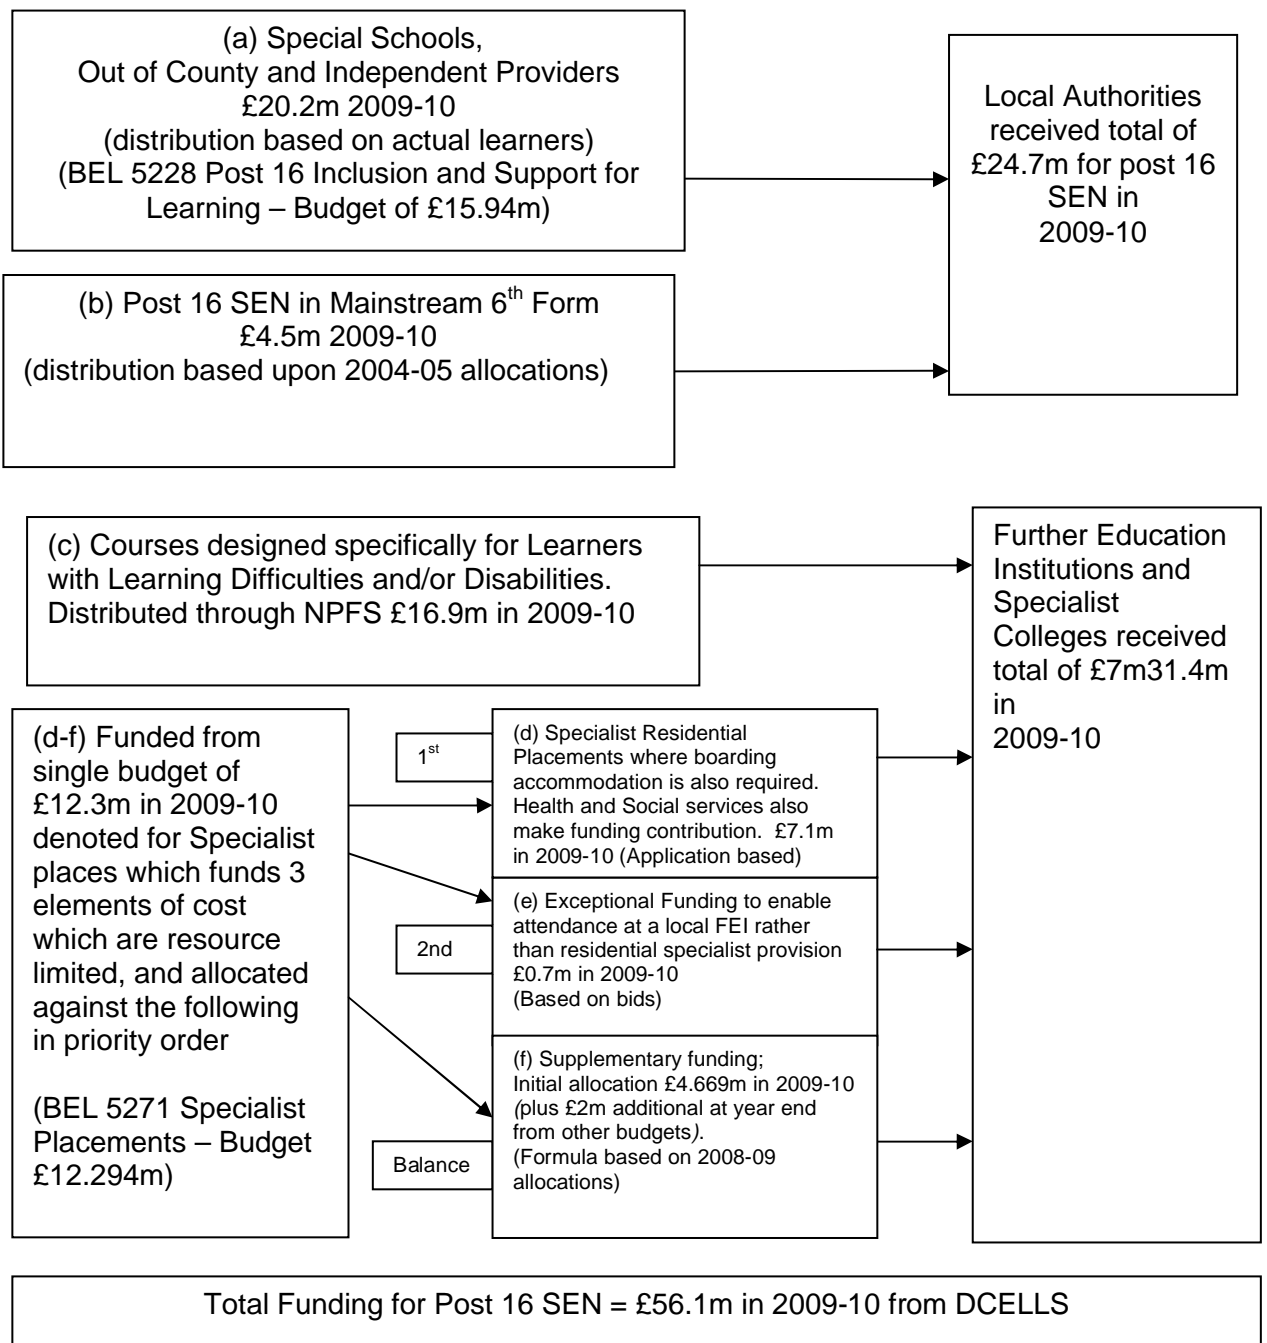 (a) Special Schools,
Out of County and Independent Providers
£20.2m 2009-10
(distribution based on actual learners)
(BEL 5228 Post 16 Inclusion and Support for
Learning – Budget of £15.94m)
Local Authorities
received total of
£24.7m for post 16
SEN in
2009-10
(b) Post 16 SEN in Mainstream 6th Form
£4.5m 2009-10
(distribution based upon 2004-05 allocations)
(c) Courses designed specifically for Learners
with Learning Difficulties and/or Disabilities.
Distributed through NPFS £16.9m in 2009-10
Further Education
Institutions and
Specialist
Colleges received
total of £7m31.4m
in
2009-10
(d-f) Funded from
single budget of
£12.3m in 2009-10
denoted for Specialist
places which funds 3
elements of cost
which are resource
limited, and allocated
against the following
in priority order
(BEL 5271 Specialist
Placements – Budget
£12.294m)
1st
(d) Specialist Residential
Placements where boarding
accommodation is also required.
Health and Social services also
make funding contribution.  £7.1m
in 2009-10 (Application based)
2nd
(e) Exceptional Funding to enable
attendance at a local FEI rather
than residential specialist provision
£0.7m in 2009-10
(Based on bids)
Balance
(f) Supplementary funding;
Initial allocation £4.669m in 2009-10
(plus £2m additional at year end
from other budgets).
(Formula based on 2008-09
allocations)
Total Funding for Post 16 SEN = £56.1m in 2009-10 from DCELLS